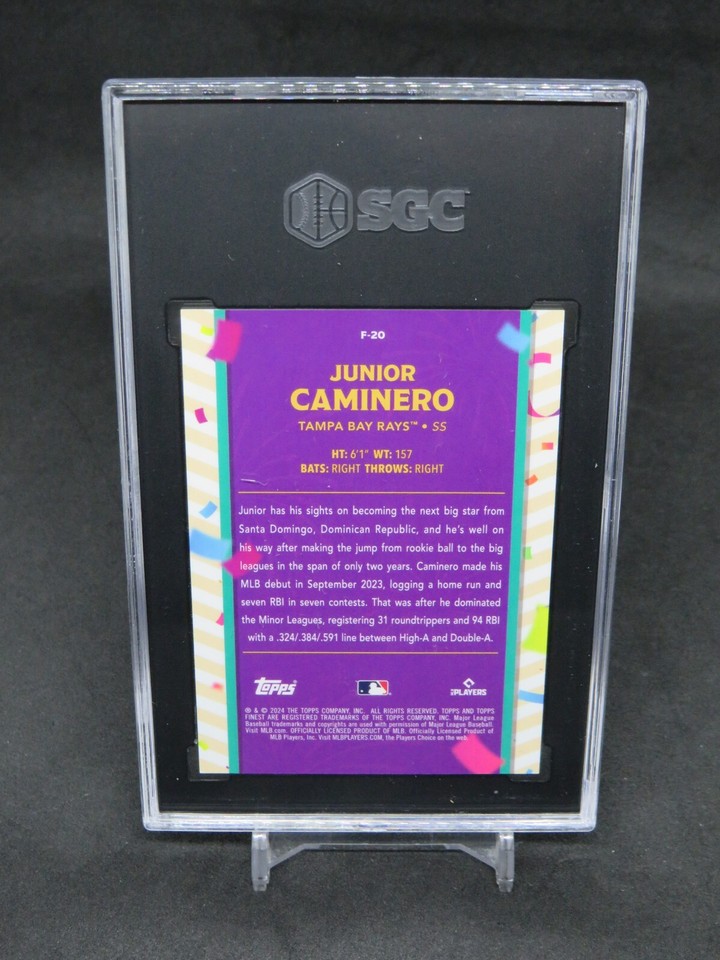 SGC
F-20
JUNIOR
CAMINERO
TAMPA BAY RAYS™ • SS
HT: 6'1" WT: 157
BATS: RIGHT THROWS: RIGHT
Junior has his sights on becoming the next big star from
Santa Domingo, Dominican Republic, and he's well on
his way after making the jump from rookie ball to the big
leagues in the span of only two years. Caminero made his
MLB debut in September 2023, logging a home run and
seven RBI in seven contests. That was after he dominated
the Minor Leagues, registering 31 roundtrippers and 94 RBI
with a .324/.384/.591 line between High-A and Double-A.
topps
PLAYERS
® & © 2024 THE TOPPS COMPANY, INC. ALL RIGHTS RESERVED. TOPPS AND TOPPS
FINEST ARE REGISTERED TRADEMARKS OF THE TOPPS COMPANY, INC. Major League
Baseball trademarks and copyrights are used with permission of Major League Baseball.
Visit MLB.com. OFFICIALLY LICENSED PRODUCT OF MLB. Officially Licensed Product of
MLB Players, Inc. Visit MLBPLAYERS.COM, the Players Choice on the web.